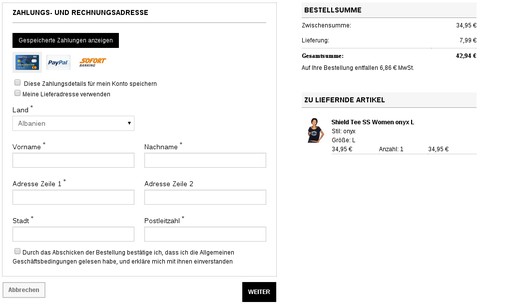 ZAHLUNGS- UND RECHNUNGSADRESSE
Gespeicherte Zahlungen anzeigen
PayPal
SOFORT
BANKING
Diese Zahlungsdetails für mein Konto speichern
Meine Lieferadresse verwenden
Land *
Albanien
Vorname *
Nachname *
Adresse Zeile 1 *
Adresse Zeile 2
Stadt *
Postleitzahl *
Durch das Abschicken der Bestellung bestätige ich, dass ich die Allgemeinen
Geschäftsbedingungen gelesen habe, und erkläre mich mit ihnen einverstanden
Abbrechen
WEITER
BESTELLSUMME
Zwischensumme: 34,95 €
Lieferung: 7,99 €
Gesamtsumme: 42,94 €
Auf Ihre Bestellung entfallen 6,86 € MwSt.
ZU LIEFERNDE ARTIKEL
Shield Tee SS Women onyx L
Stil: onyx
Größe: L
34,95 € Anzahl: 1 34,95 €